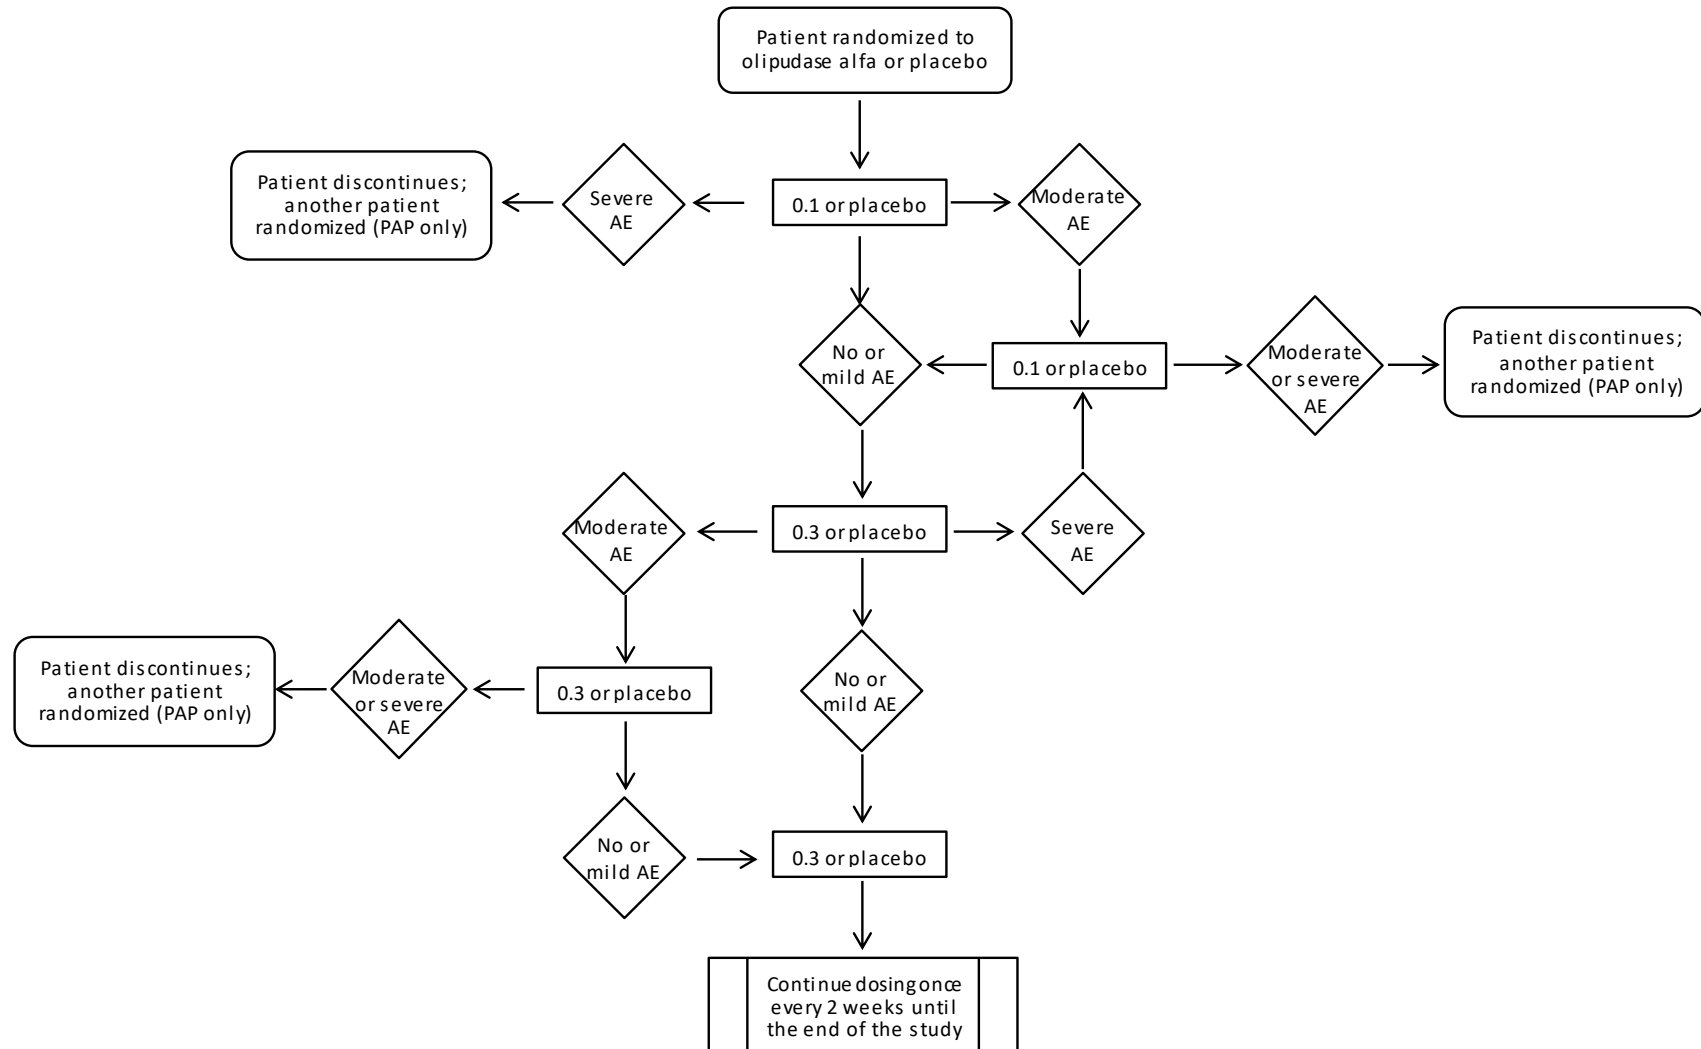 Patient randomized to
olipudase alfa or placebo
Patient discontinues;
another patient
randomized (PAP only)
Severe
AE
0.1 or placebo
Moderate
AE
No or
mild AE
0.1 or placebo
Moderate
or severe
AE
Patient discontinues;
another patient
randomized (PAP only)
Moderate
AE
0.3 or placebo
Severe
AE
Patient discontinues;
another patient
randomized (PAP only)
Moderate
or severe
AE
0.3 or placebo
No or
mild AE
No or
mild AE
0.3 or placebo
Continue dosing once
every 2 weeks until
the end of the study